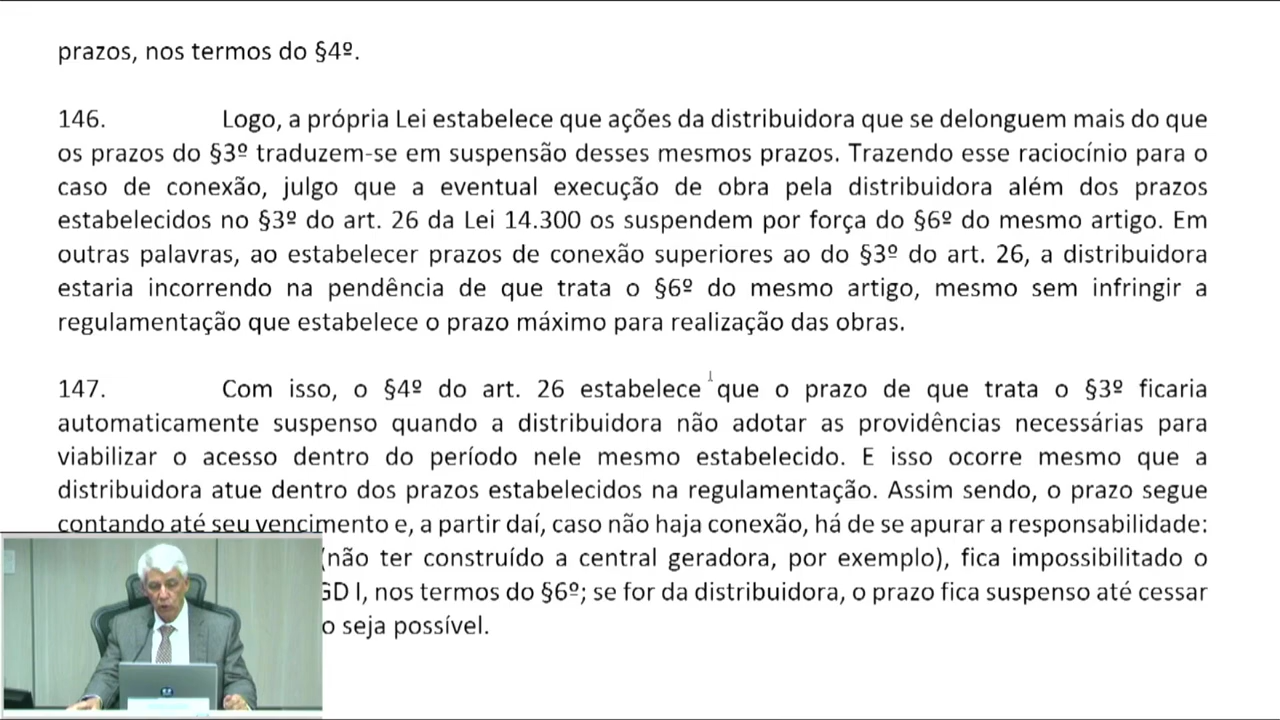 prazos, nos termos do §4º.
146. Logo, a própria Lei estabelece que ações da distribuidora que se delonguem mais do que
os prazos do §3º traduzem-se em suspensão desses mesmos prazos. Trazendo esse raciocínio para o
caso de conexão, julgo que a eventual execução de obra pela distribuidora além dos prazos
estabelecidos no §3º do art. 26 da Lei 14.300 os suspendem por força do §6º do mesmo artigo. Em
outras palavras, ao estabelecer prazos de conexão superiores ao do §3º do art. 26, a distribuidora
estaria incorrendo na pendência de que trata o §6º do mesmo artigo, mesmo sem infringir a
regulamentação que estabelece o prazo máximo para realização das obras.
147. Com isso, o §4º do art. 26 estabelece que o prazo de que trata o §3º ficaria
automaticamente suspenso quando a distribuidora não adotar as providências necessárias para
viabilizar o acesso dentro do período nele mesmo estabelecido. E isso ocorre mesmo que a
distribuidora atue dentro dos prazos estabelecidos na regulamentação. Assim sendo, o prazo segue
contando até seu vencimento e, a partir daí, caso não haja conexão, há de se apurar a responsabilidade:
(não ter construído a central geradora, por exemplo), fica impossibilitado o
GD I, nos termos do §6º; se for da distribuidora, o prazo fica suspenso até cessar
o seja possível.